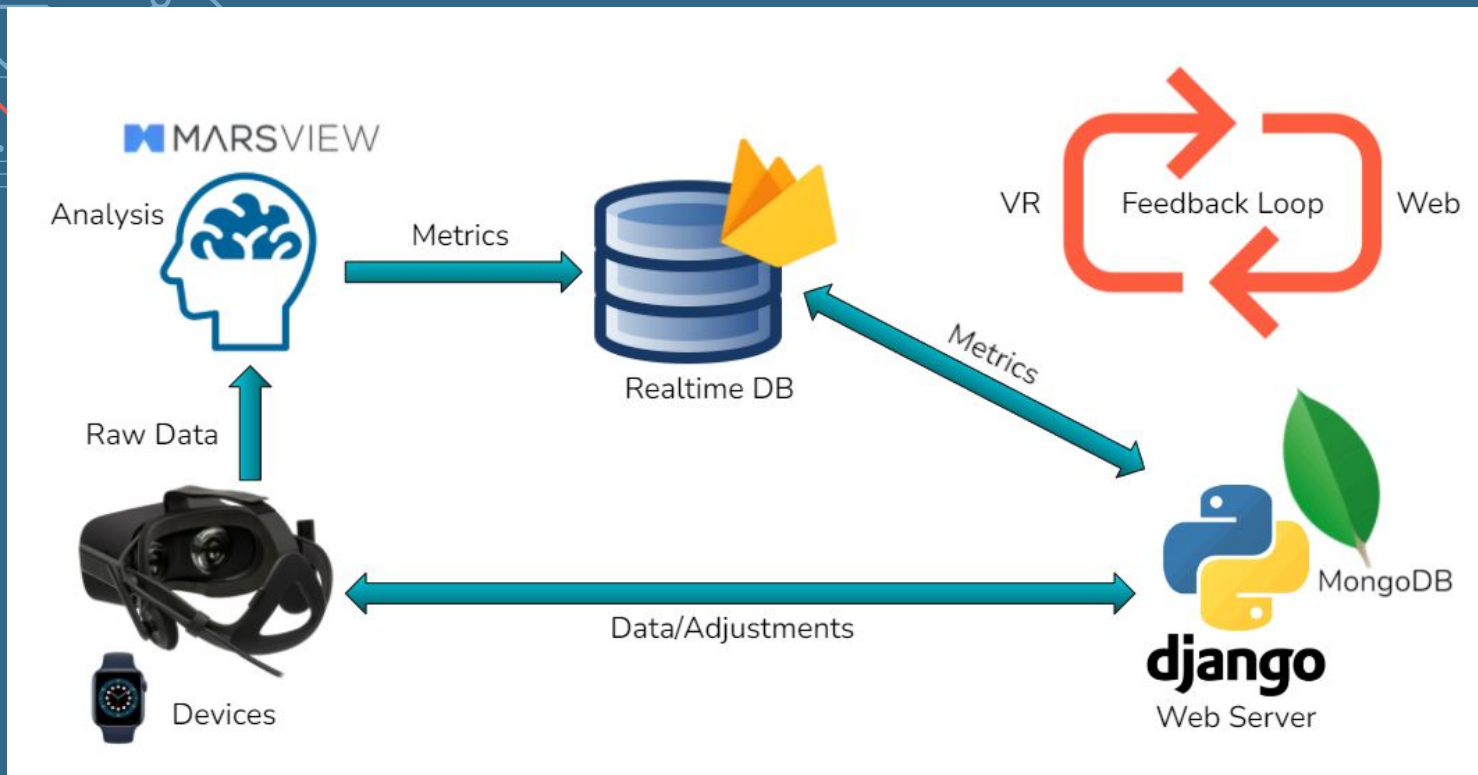 MARSVIEW
Analysis
Metrics
VR
Feedback Loop
Web
Metrics
Realtime DB
Raw Data
MongoDB
Data/Adjustments
django
Devices
Web Server